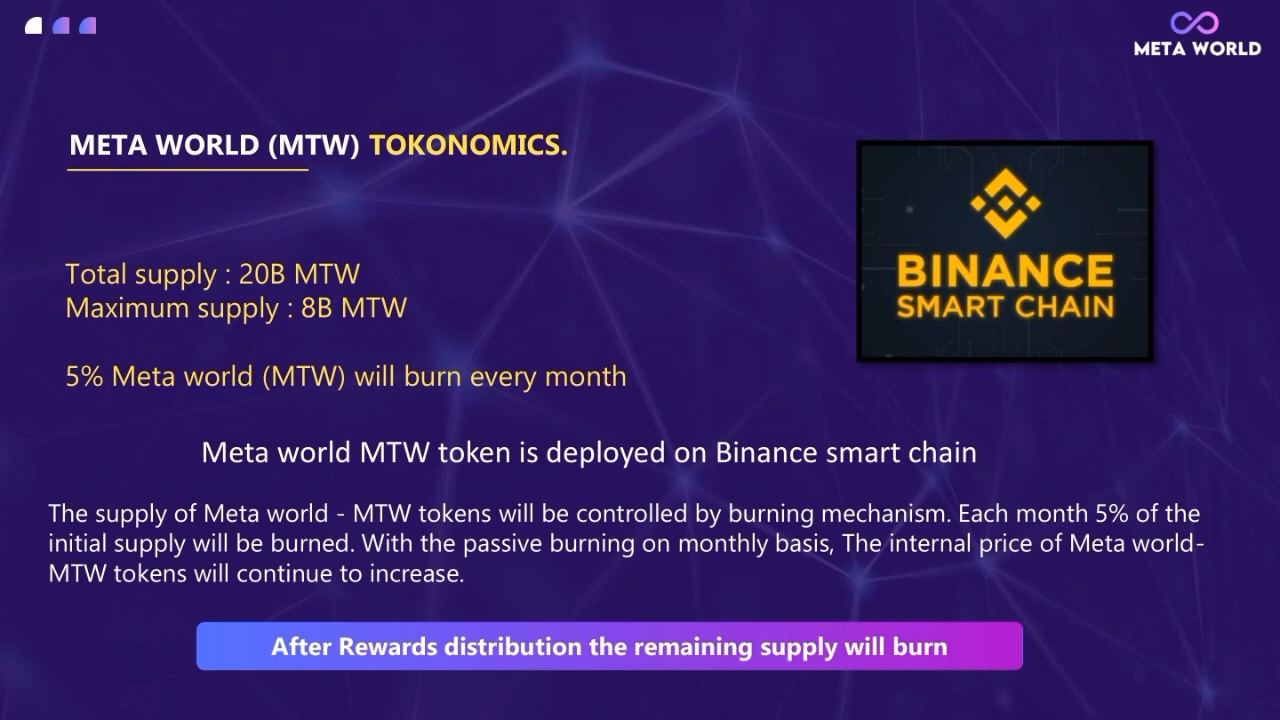 META WORLD
META WORLD (MTW) TOKONOMICS.
BINANCE
SMART CHAIN
Total supply : 20B MTW
Maximum supply : 8B MTW
5% Meta world (MTW) will burn every month
Meta world MTW token is deployed on Binance smart chain
The supply of Meta world - MTW tokens will be controlled by burning mechanism. Each month 5% of the
initial supply will be burned. With the passive burning on monthly basis, The internal price of Meta world-
MTW tokens will continue to increase.
After Rewards distribution the remaining supply will burn